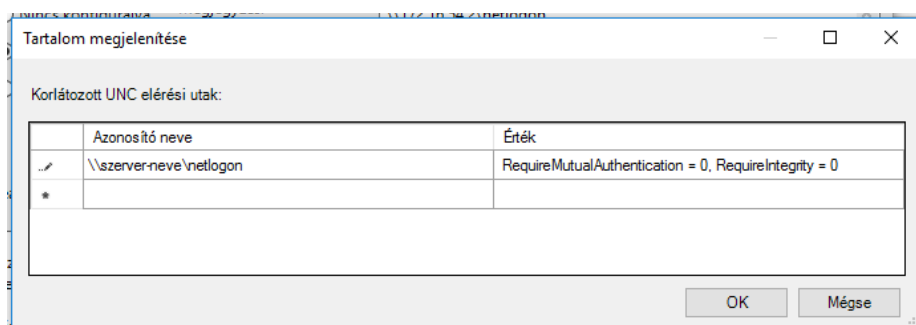 Tartalom megjelenítése
Korlátozott UNC elérési utak:
Azonosító neve Érték
\\szerver-neve\netlogon RequireMutualAuthentication = 0, RequireIntegrity = 0
OK Mégse